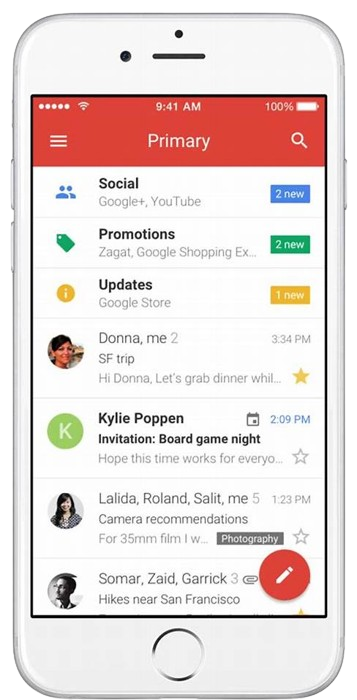 9:41 AM 100%
Primary
Social
Google+, YouTube 2 new
Promotions
Zagat, Google Shopping Ex... 2 new
Updates
Google Store 1 new
Donna, me 2 3:34 PM
SF trip
Hi Donna, Let's grab dinner whil...
K Kylie Poppen 2:09 PM
Invitation: Board game night
Hope this time works for everyo...
Lalida, Roland, Salit, me 5 1:23 PM
Camera recommendations
For 35mm film I w... Photography
Somar, Zaid, Garrick 3
Hikes near San Francisco